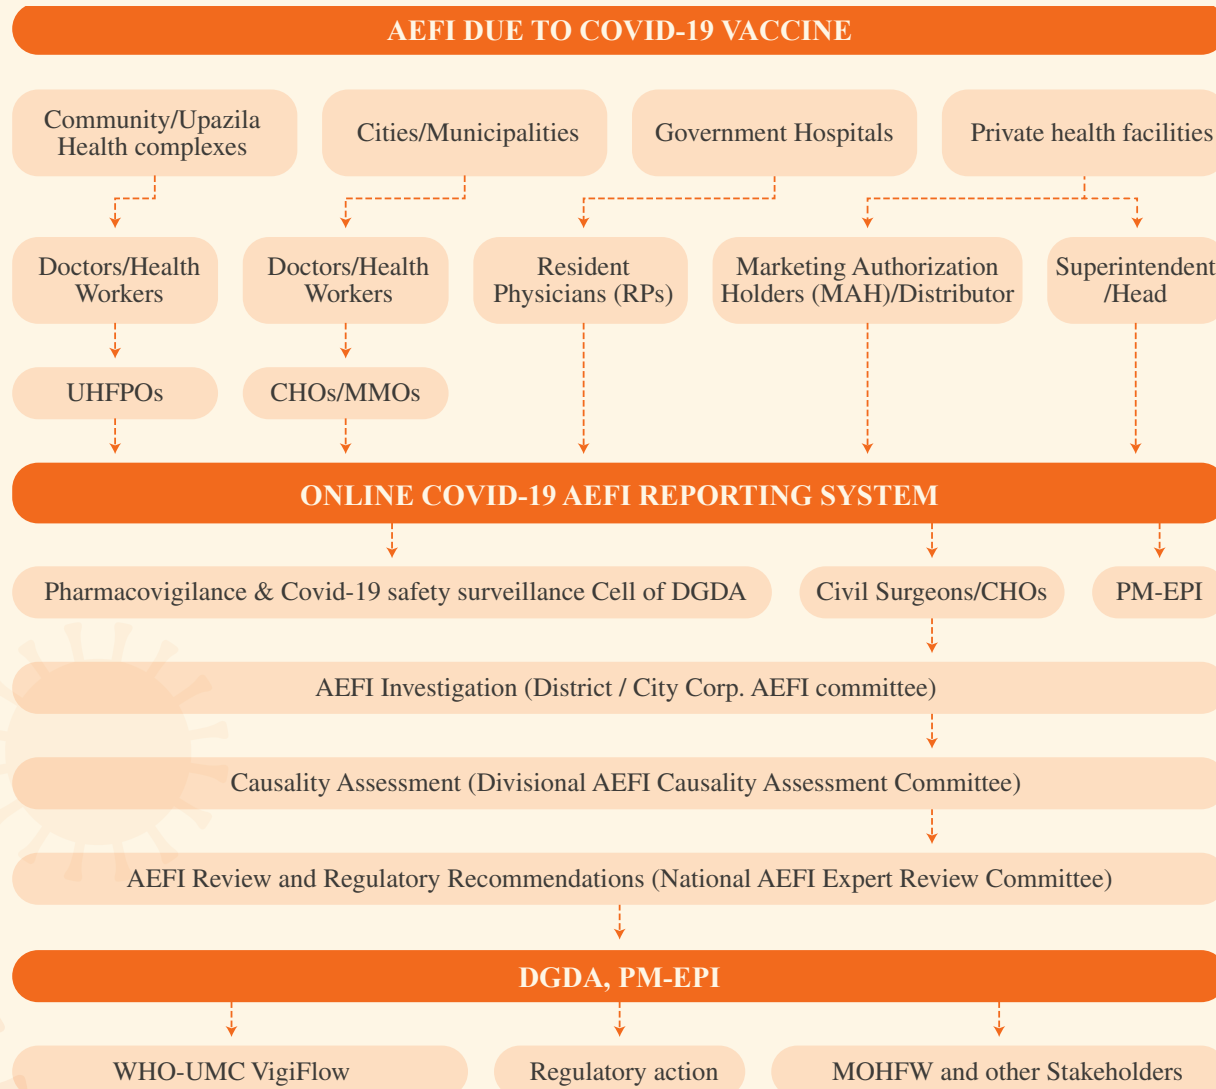 AEFI DUE TO COVID-19 VACCINE
Community/Upazila
Health complexes
Cities/Municipalities
Government Hospitals
Private health facilities
Doctors/Health
Workers
Doctors/Health
Workers
Resident
Physicians (RPs)
Marketing Authorization
Holders (MAH)/Distributor
Superintendent
/Head
UHFPOs
CHOs/MMOs
ONLINE COVID-19 AEFI REPORTING SYSTEM
Pharmacovigilance & Covid-19 safety surveillance Cell of DGDA
Civil Surgeons/CHOs
PM-EPI
AEFI Investigation (District / City Corp. AEFI committee)
Causality Assessment (Divisional AEFI Causality Assessment Committee)
AEFI Review and Regulatory Recommendations (National AEFI Expert Review Committee)
DGDA, PM-EPI
WHO-UMC VigiFlow
Regulatory action
MOHFW and other Stakeholders